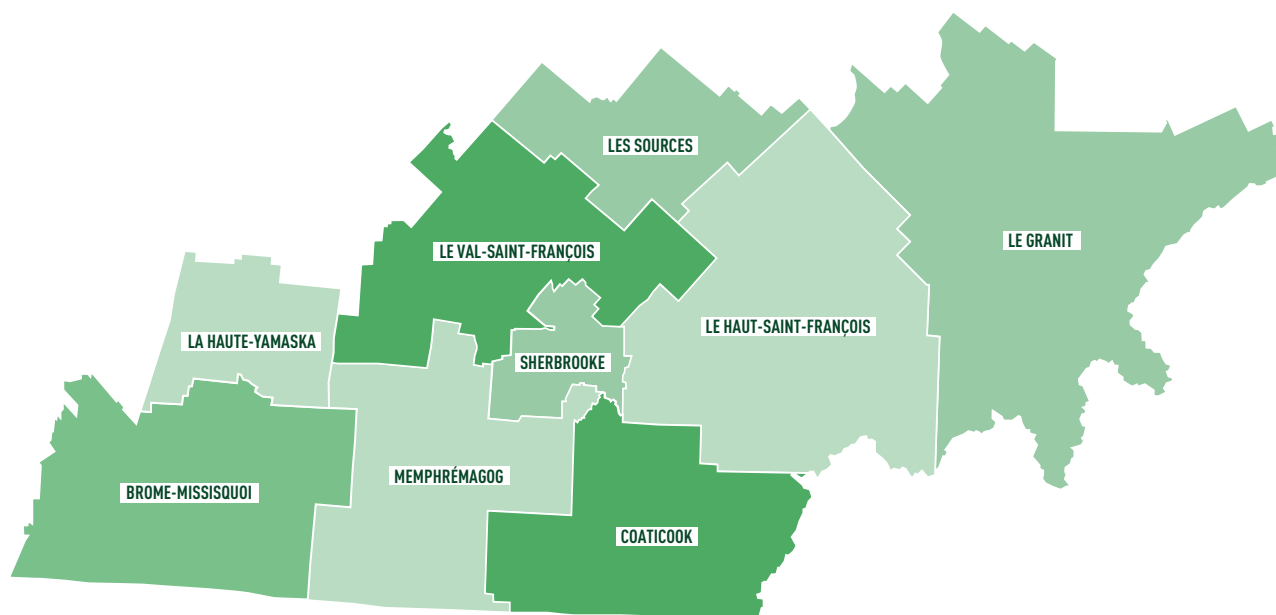 LES SOURCES
LE GRANIT
LE VAL-SAINT-FRANÇOIS
LE HAUT-SAINT-FRANÇOIS
LA HAUTE-YAMASKA
SHERBROOKE
MEMPHRÉMAGOG
BROME-MISSISQUOI
COATICOOK